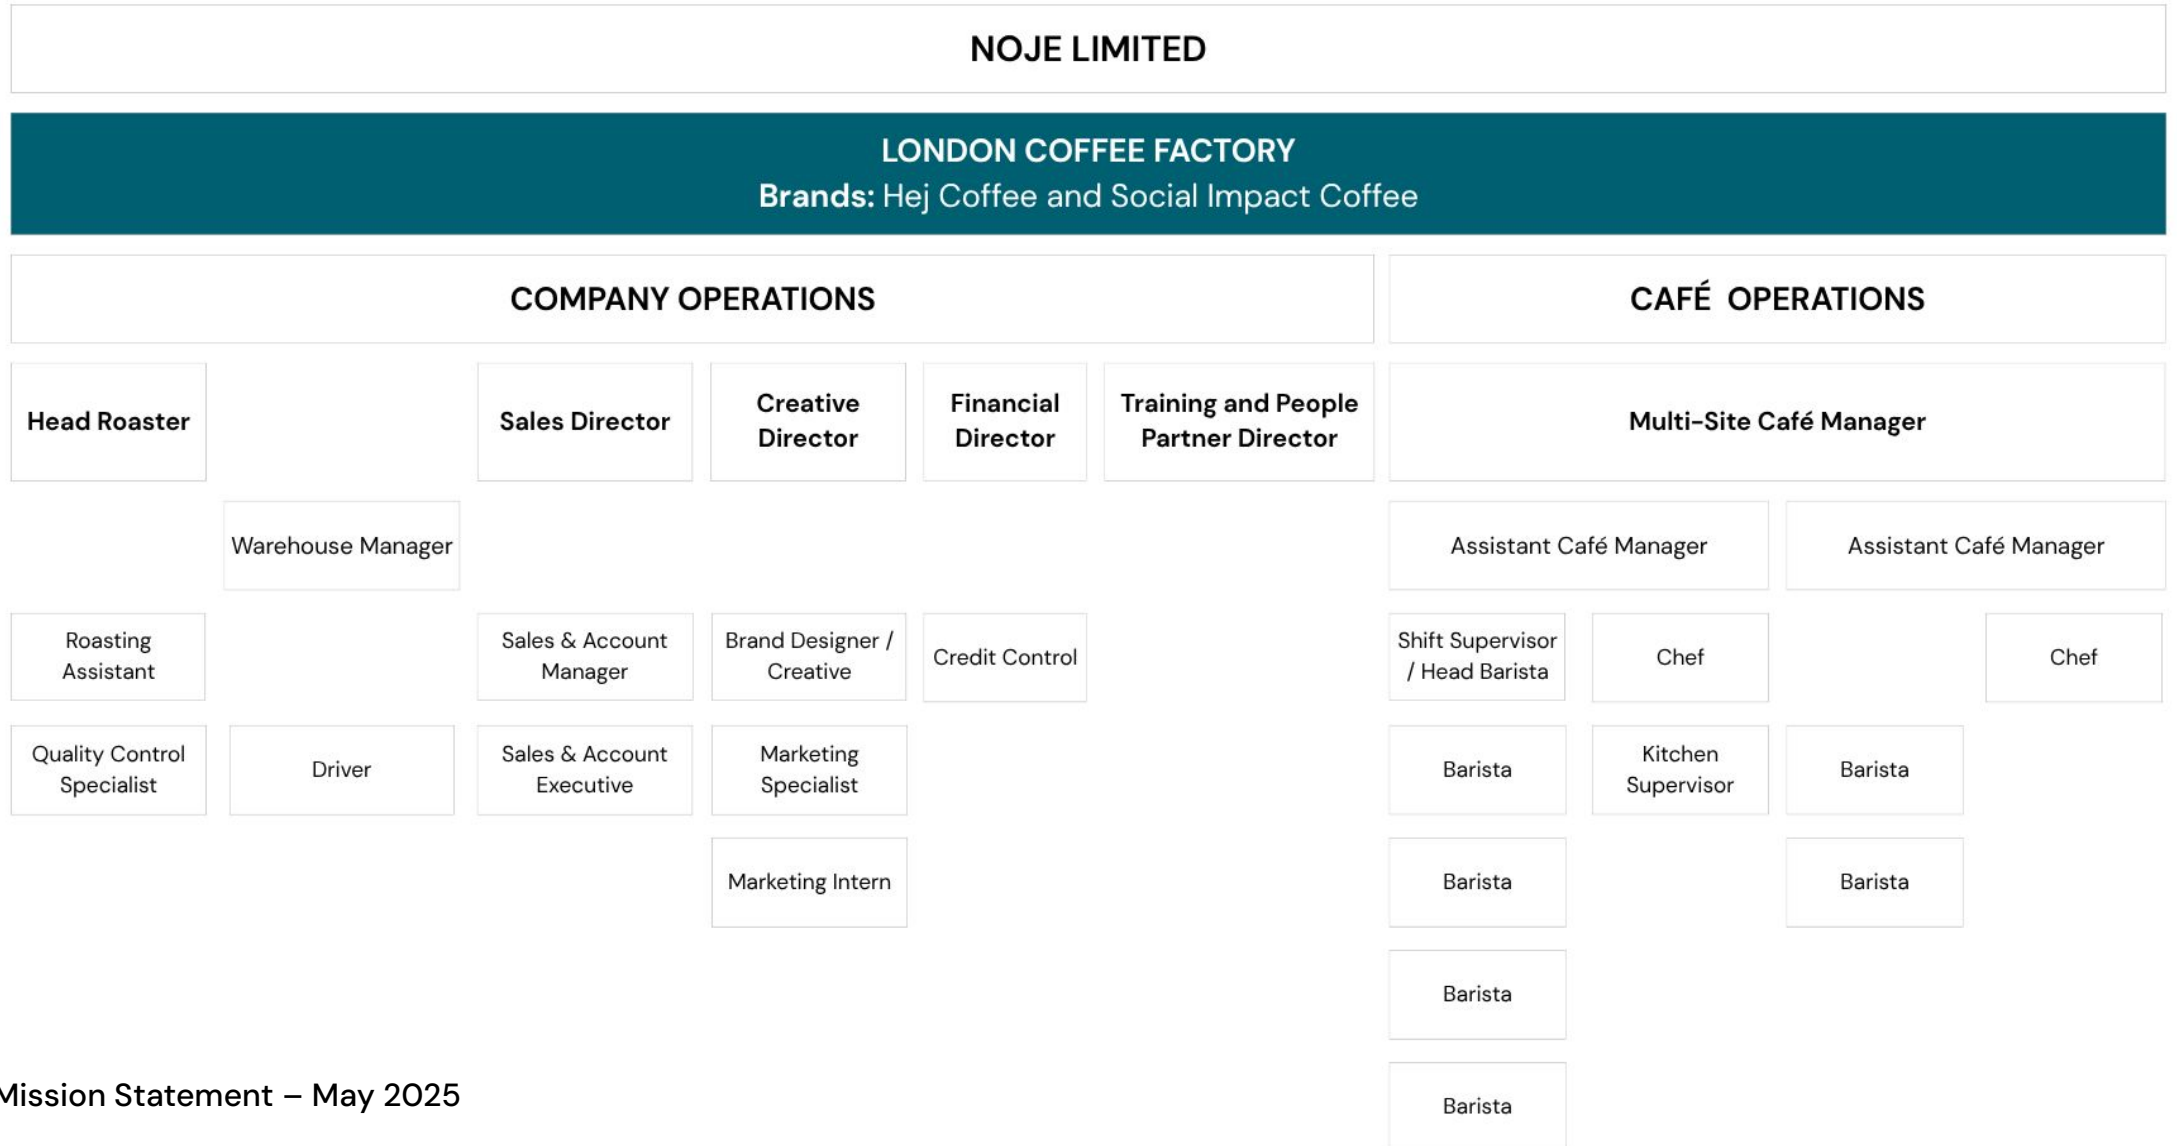 NOJE LIMITED
LONDON COFFEE FACTORY
Brands: Hej Coffee and Social Impact Coffee
COMPANY OPERATIONS
CAFÉ OPERATIONS
Head Roaster
Sales Director
Creative
Director
Financial
Director
Training and People
Partner Director
Multi-Site Café Manager
Warehouse Manager
Assistant Café Manager
Assistant Café Manager
Roasting
Assistant
Sales & Account
Manager
Brand Designer /
Creative
Credit Control
Shift Supervisor
/ Head Barista
Chef
Chef
Quality Control
Specialist
Driver
Sales & Account
Executive
Marketing
Specialist
Barista
Kitchen
Supervisor
Barista
Marketing Intern
Barista
Barista
Barista
Mission Statement – May 2025
Barista